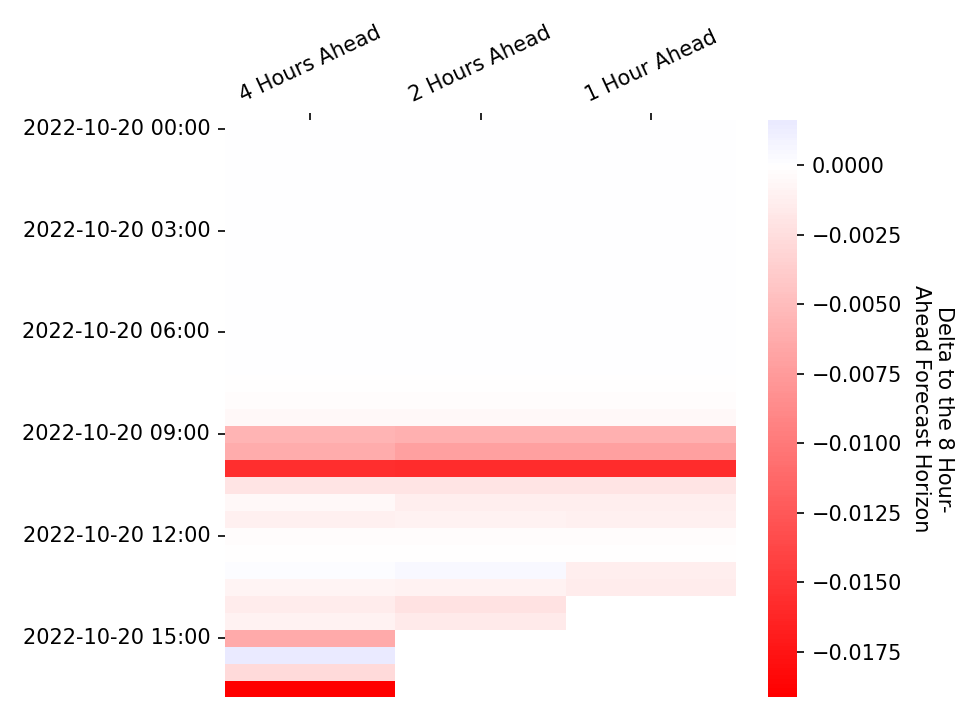 4 Hours Ahead
2 Hours Ahead
1 Hour Ahead
2022-10-20 00:00
2022-10-20 03:00
2022-10-20 06:00
2022-10-20 09:00
2022-10-20 12:00
2022-10-20 15:00
0.0000
−0.0025
−0.0050
−0.0075
−0.0100
−0.0125
−0.0150
−0.0175
Delta to the 8 Hour-
Ahead Forecast Horizon